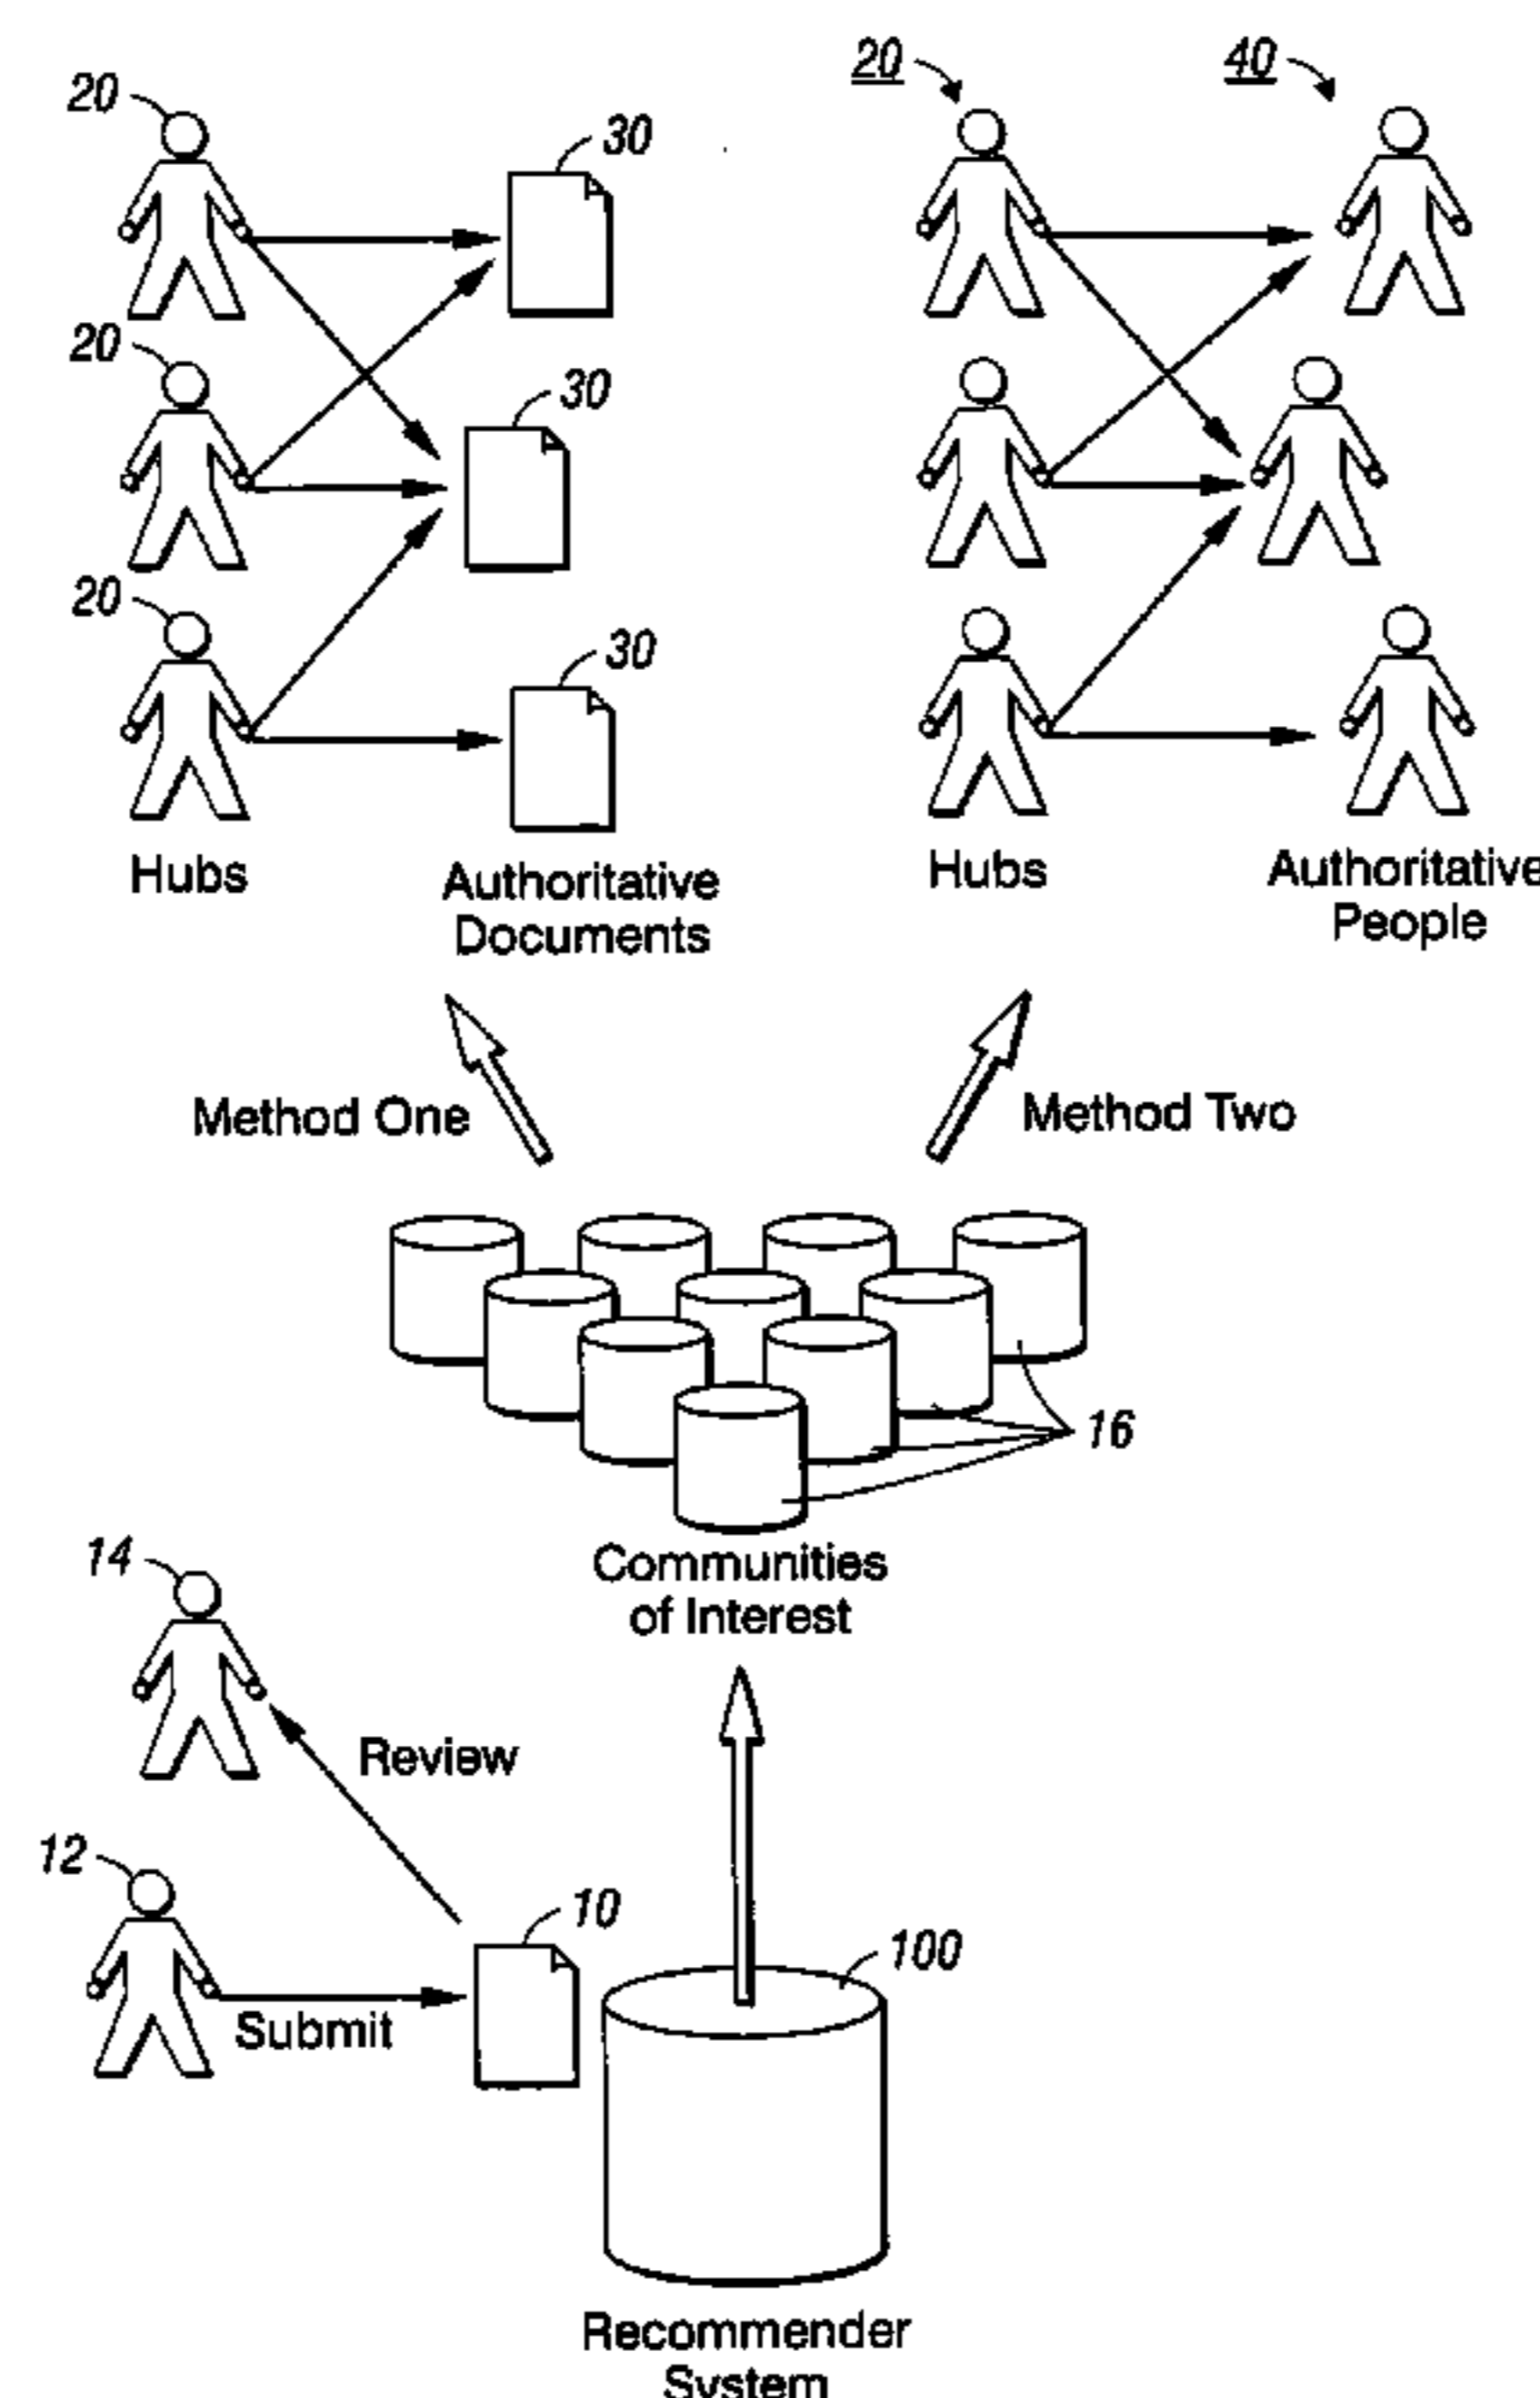 20
30
20
40
20
30
20
30
Hubs
Authoritative
Documents
Hubs
Authoritative
People
Method One
Method Two
16
Communities
of Interest
14
Review
12
10
100
Submit
Recommender
System